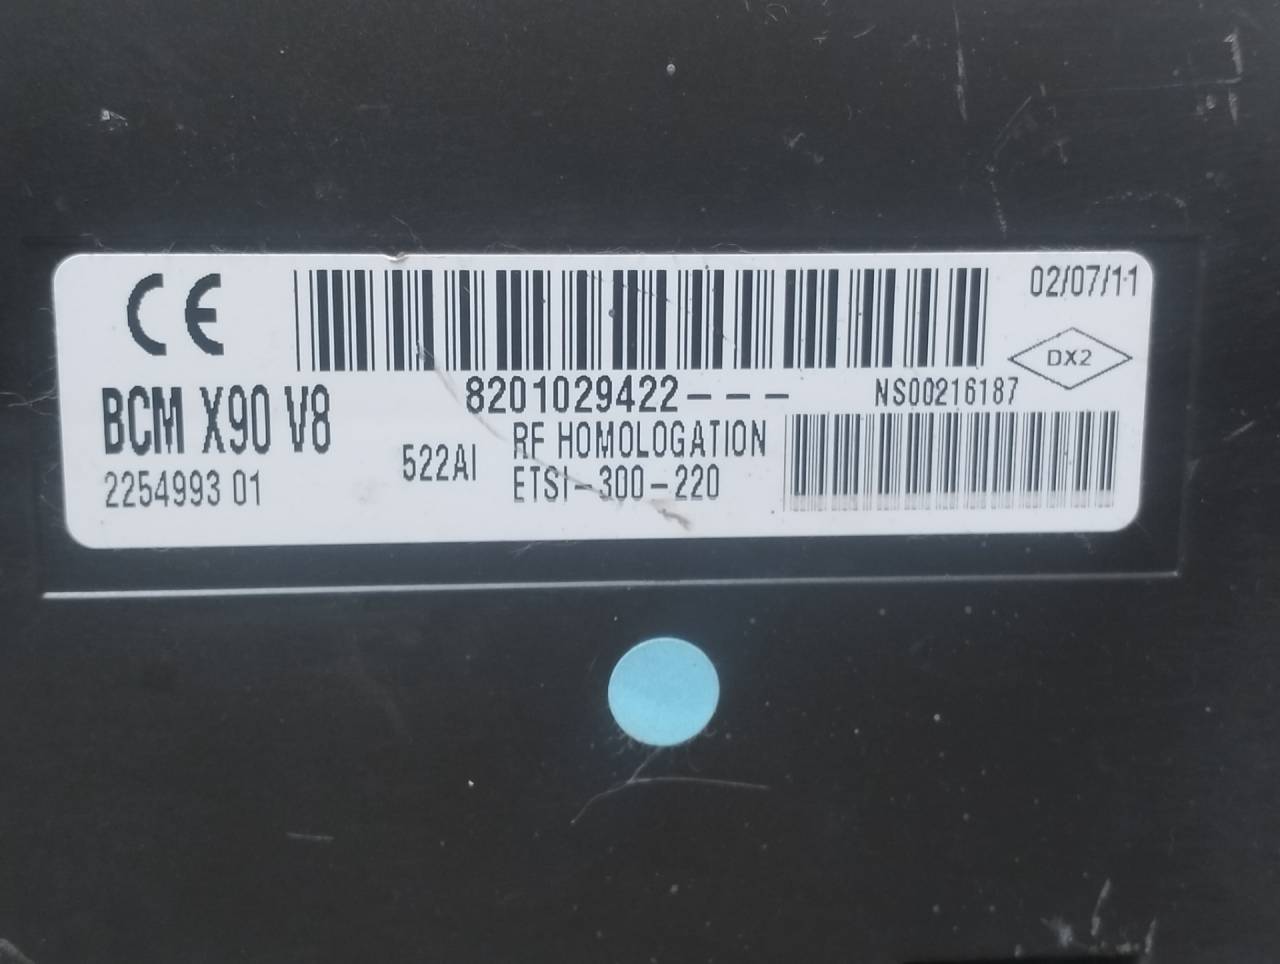 CE
02/07/11
DX2
8201029422---
NS00216187
BCM X90 V8
2254993 01
522AI
RF HOMOLOGATION
ETSI-300-220